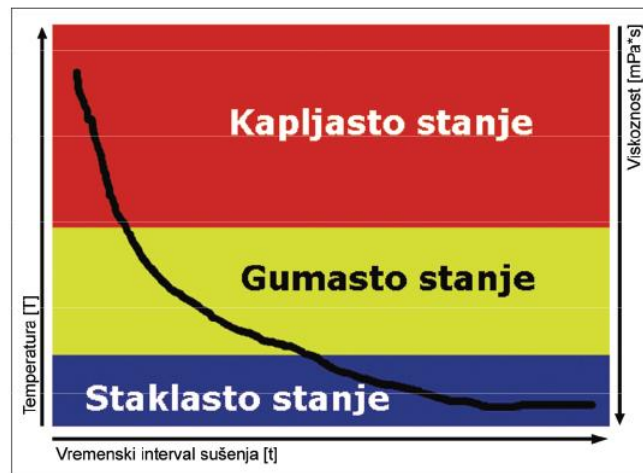 Kapljasto stanje
Gumasto stanje
Staklasto stanje
Temperatura [T]
Viskoznost [mPa*s]
Vremenski interval sušenja [t]